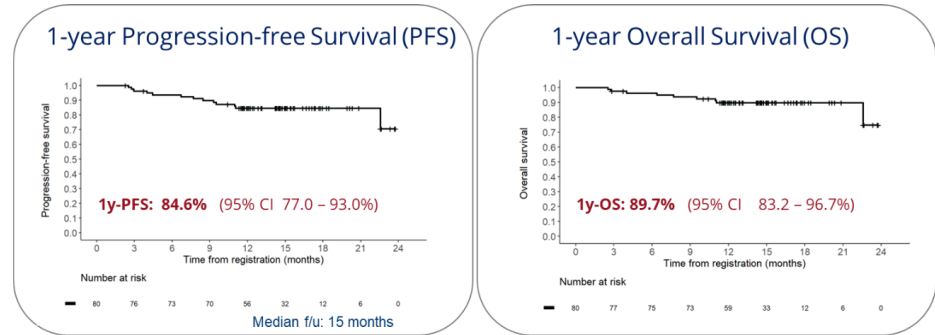 1-year Progression-free Survival (PFS)
1.0
0.9
0.8
0.7
0.6
0.5
0.4
0.3
0.2
0.1
0.0
Progression-free survival
1y-PFS: 84.6% (95% CI 77.0 – 93.0%)
0 3 6 9 12 15 18 21 24
Time from registration (months)
Number at risk
80 76 73 70 56 32 12 6 0
Median f/u: 15 months
1-year Overall Survival (OS)
1.0
0.9
0.8
0.7
0.6
0.5
0.4
0.3
0.2
0.1
0.0
Overall survival
1y-OS: 89.7% (95% CI 83.2 – 96.7%)
0 3 6 9 12 15 18 21 24
Time from registration (months)
Number at risk
80 77 75 73 59 33 12 6 0